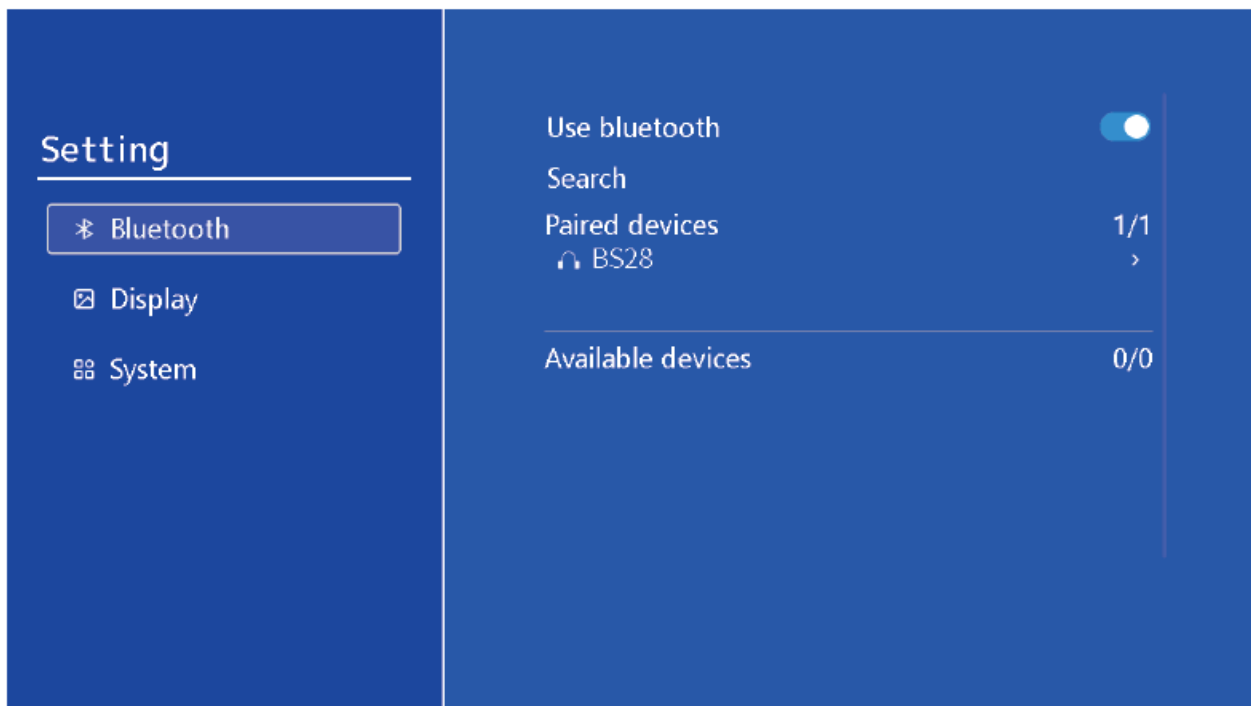 Setting
Bluetooth
Display
System
Use bluetooth
Search
Paired devices 1/1
BS28 >
Available devices 0/0